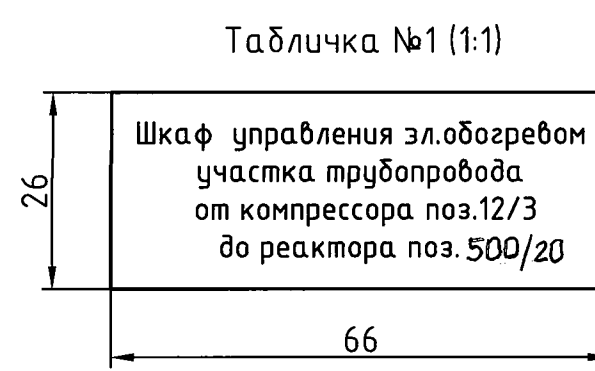 Табличка №1 (1:1)
Шкаф управления эл.обогревом
участка трубопровода
от компрессора поз.12/3
до реактора поз. 500/20
26
66